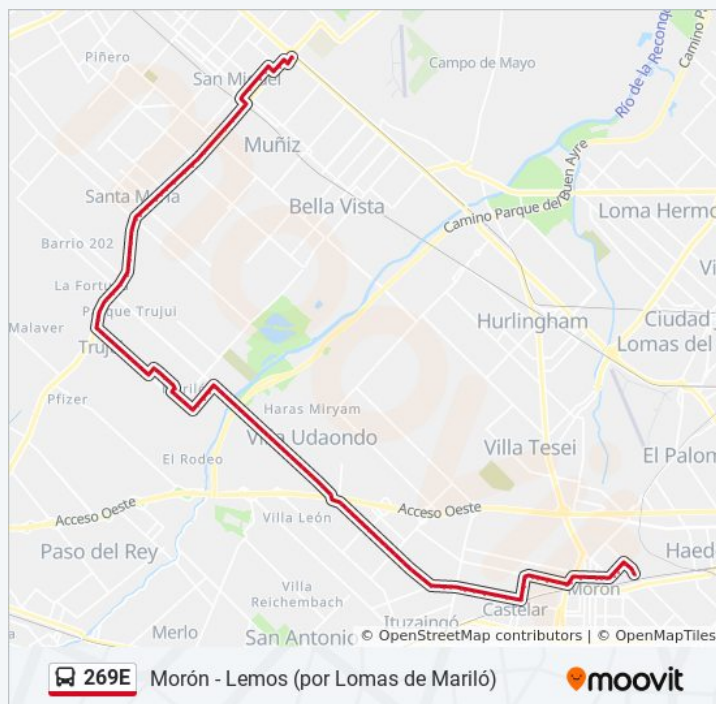 Piñero
San Miguel
Campo de Mayo
Río de la Reconq
Camino Pa
Muñiz
Santa María
Bella Vista
Camino Parque del Buen Ayre
Loma Hermo
Barrio 202
La Fortuna
Parque Trujui
Malaver
Hurlingham
Ciudad
Lomas del
Pfizer
Haras Miryam
Villa Udaondo
Villa Tesei
El Rodeo
El Palom
Acceso Oeste
Villa León
Acceso Oeste
Paso del Rey
Haed
Villa
Reichembach
Morón
Castelar
Merlo
Ituzaingó
San Antonio
moovit
© OpenStreetMap contributors | © OpenMapTiles
269E Morón - Lemos (por Lomas de Mariló)
moovit